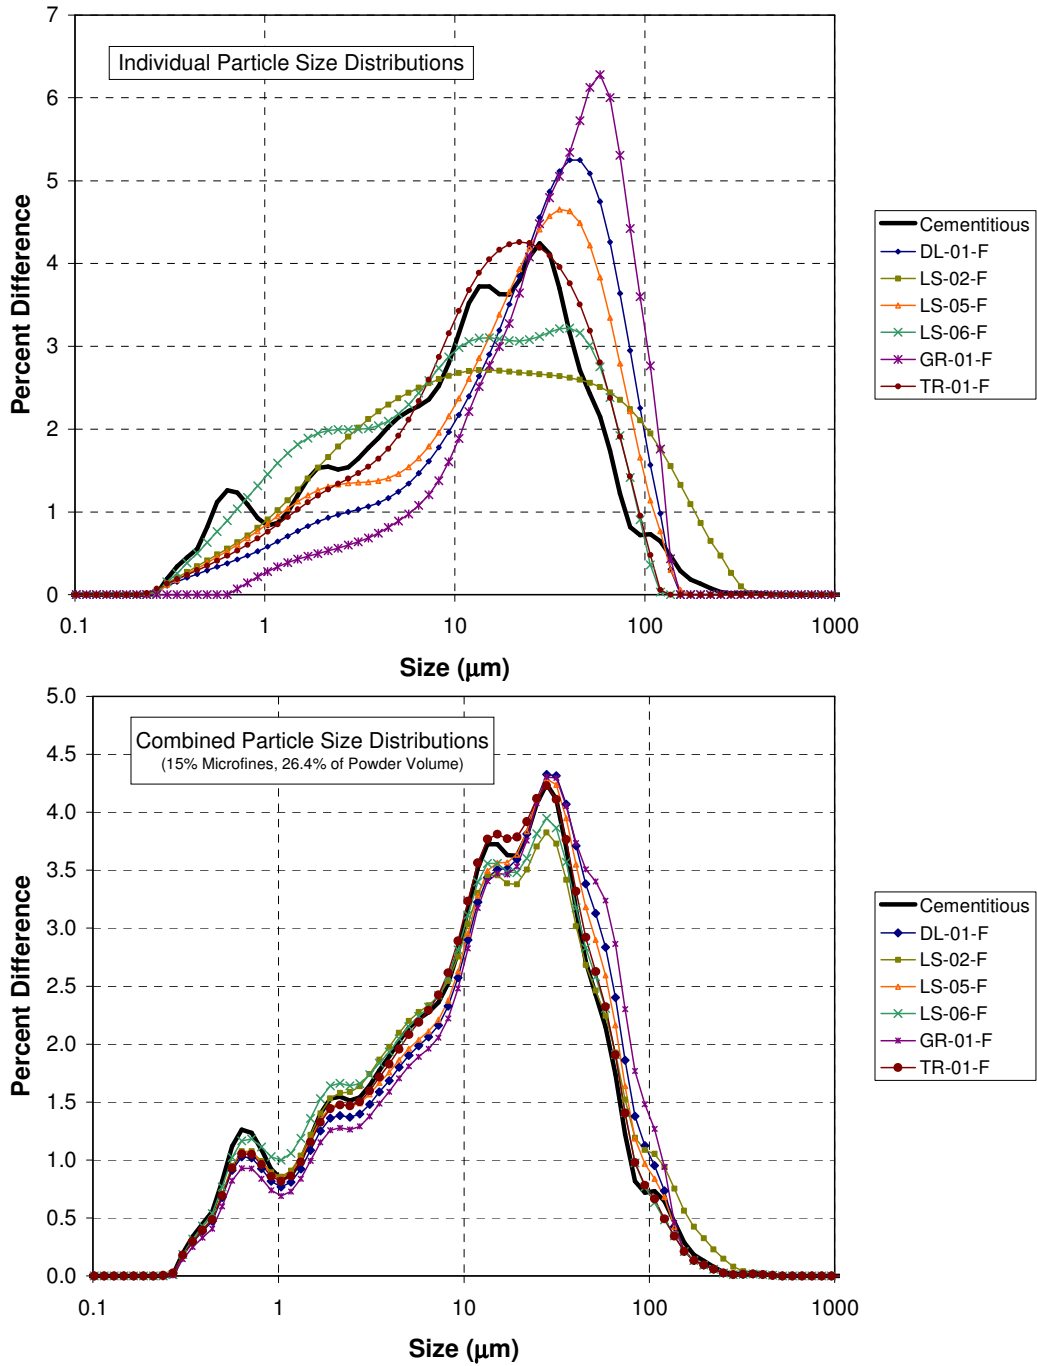 7
6
5
4
3
2
1
0
Percent Difference
Individual Particle Size Distributions
0.1 1 10 100 1000
Size (μm)
Cementitious
DL-01-F
LS-02-F
LS-05-F
LS-06-F
GR-01-F
TR-01-F
5.0
4.5
4.0
3.5
3.0
2.5
2.0
1.5
1.0
0.5
0.0
Percent Difference
Combined Particle Size Distributions
(15% Microfines, 26.4% of Powder Volume)
0.1 1 10 100 1000
Size (μm)
Cementitious
DL-01-F
LS-02-F
LS-05-F
LS-06-F
GR-01-F
TR-01-F